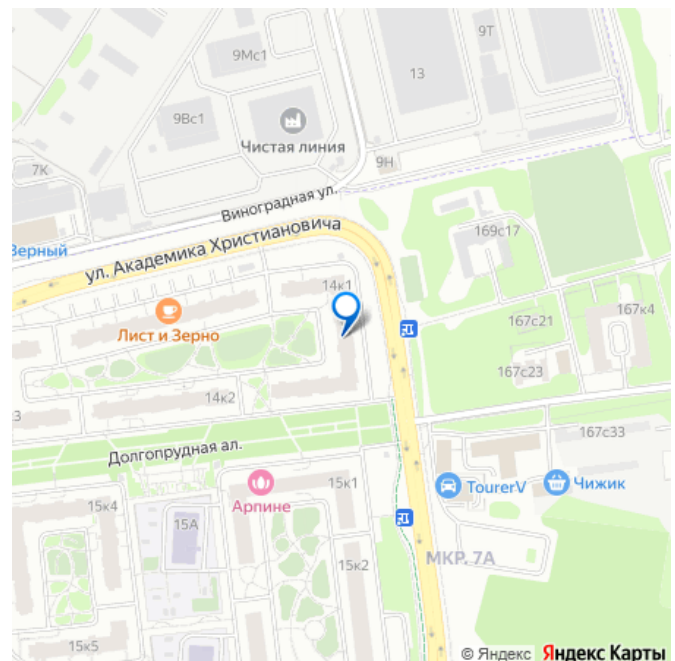 9Мс1
9Т
13
9Вс1
Чистая линия
9Н
7К
Виноградная ул.
169с17
Зерный
ул. Академика Христиановича
14к1
Лист и Зерно
167с21
167к4
167с23
14к2
3
167с33
Долгопрудная ал.
15к1
TourerV
Чижик
Арпине
15к4
15А
МКР. 7А
15к2
15к5
© Яндекс Яндекс Карты